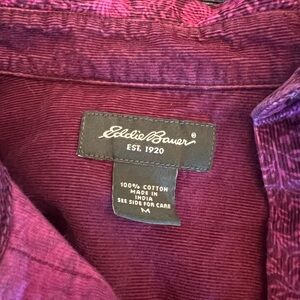 Eddie Bauer®
EST. 1920
100% COTTON
MADE IN
INDIA
SEE SIDE FOR CARE
M